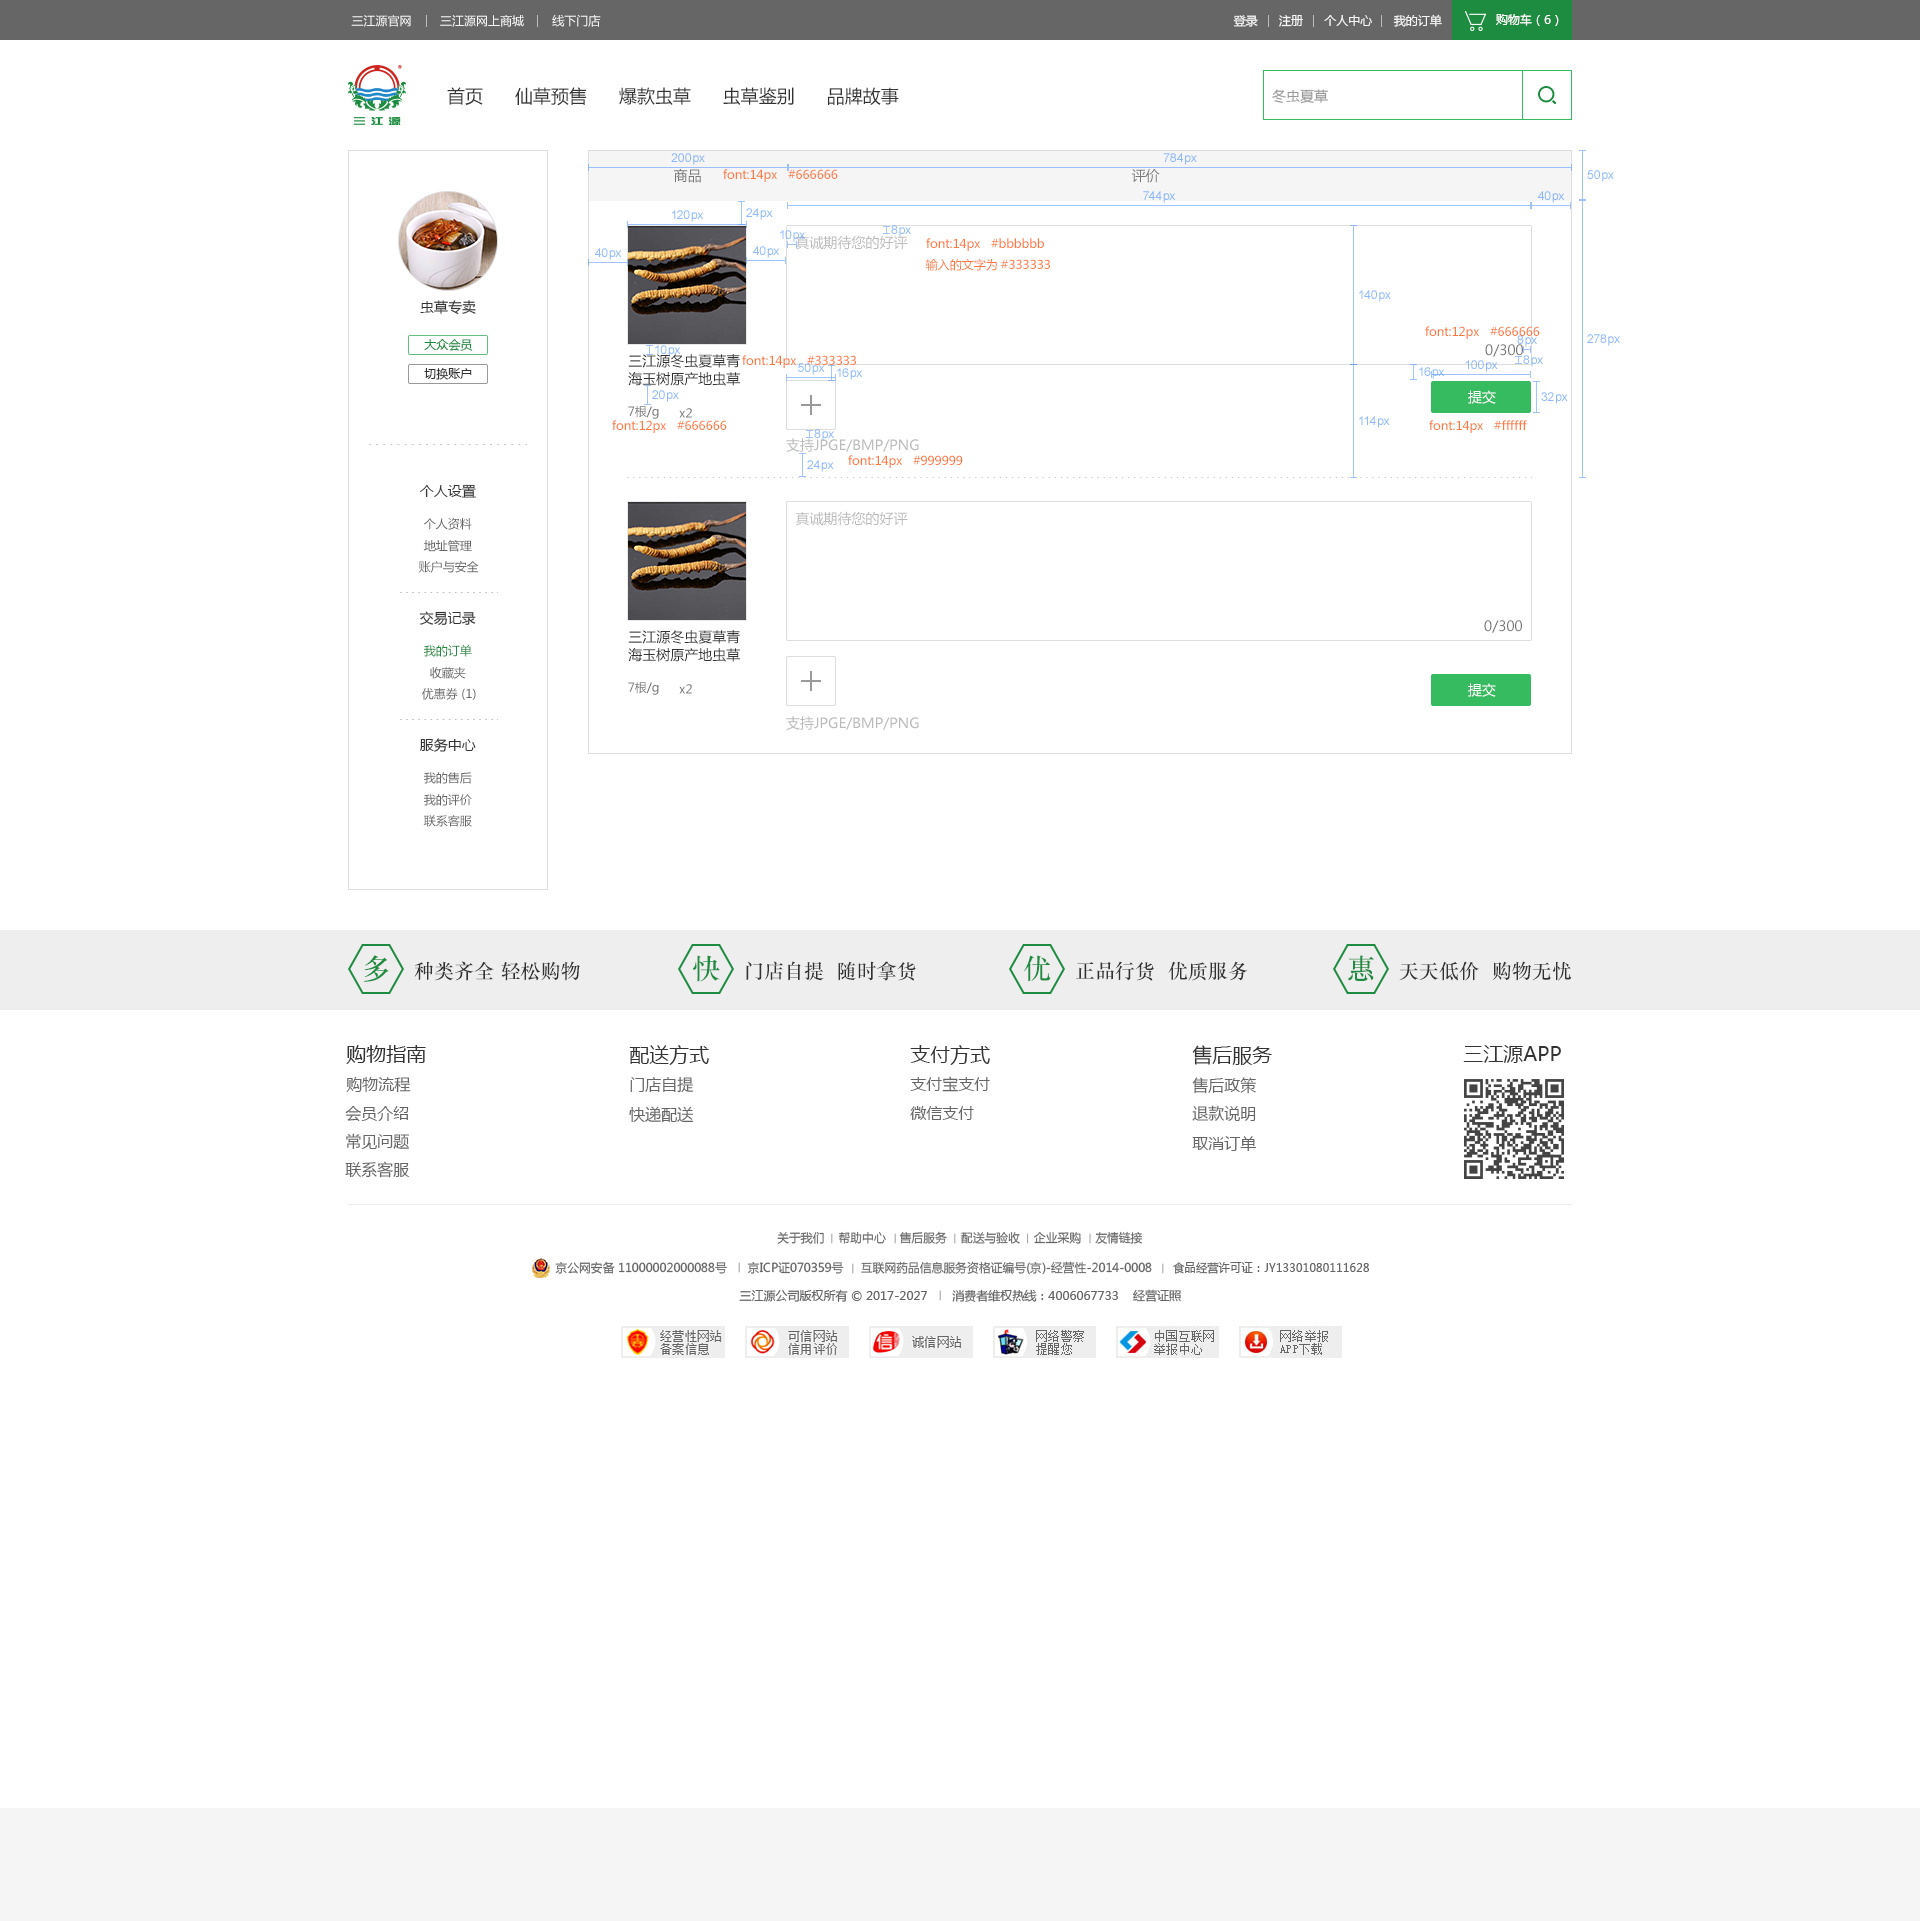 三江源官网 | 三江源网上商城 | 线下门店
登录 | 注册 | 个人中心 | 我的订单
购物车 ( 6 )
三江源
首页 仙草预售 爆款虫草 虫草鉴别 品牌故事
冬虫夏草
虫草专卖
大众会员
切换账户
个人设置
个人资料
地址管理
账户与安全
交易记录
我的订单
收藏夹
优惠券 (1)
服务中心
我的售后
我的评价
联系客服
200px 784px
商品 font:14px #666666 评价
50px
744px 40px
120px 24px
10px 8px
40px 40px
真诚期待您的好评 font:14px #bbbbbb
输入的文字为 #333333
140px
font:12px #666666
8px
278px
0/300
10px
8px
三江源冬虫夏草青 font:14px #333333
海玉树原产地虫草
50px 16px
16px 100px
20px
提交 32px
7根/g x2
font:12px #666666
114px
font:14px #ffffff
8px
支持JPGE/BMP/PNG
24px font:14px #999999
真诚期待您的好评
0/300
三江源冬虫夏草青
海玉树原产地虫草
7根/g x2
提交
支持JPGE/BMP/PNG
多 种类齐全 轻松购物
快 门店自提 随时拿货
优 正品行货 优质服务
惠 天天低价 购物无忧
购物指南
购物流程
会员介绍
常见问题
联系客服
配送方式
门店自提
快递配送
支付方式
支付宝支付
微信支付
售后服务
售后政策
退款说明
取消订单
三江源APP
关于我们 | 帮助中心 | 售后服务 | 配送与验收 | 企业采购 | 友情链接
京公网安备 11000002000088号 | 京ICP证070359号 | 互联网药品信息服务资格证编号(京)-经营性-2014-0008 | 食品经营许可证：JY13301080111628
三江源公司版权所有 © 2017-2027 | 消费者维权热线：4006067733 经营证照
经营性网站
备案信息
可信网站
信用评价
信 诚信网站
网络警察
提醒您
中国互联网
举报中心
网络举报
APP下载